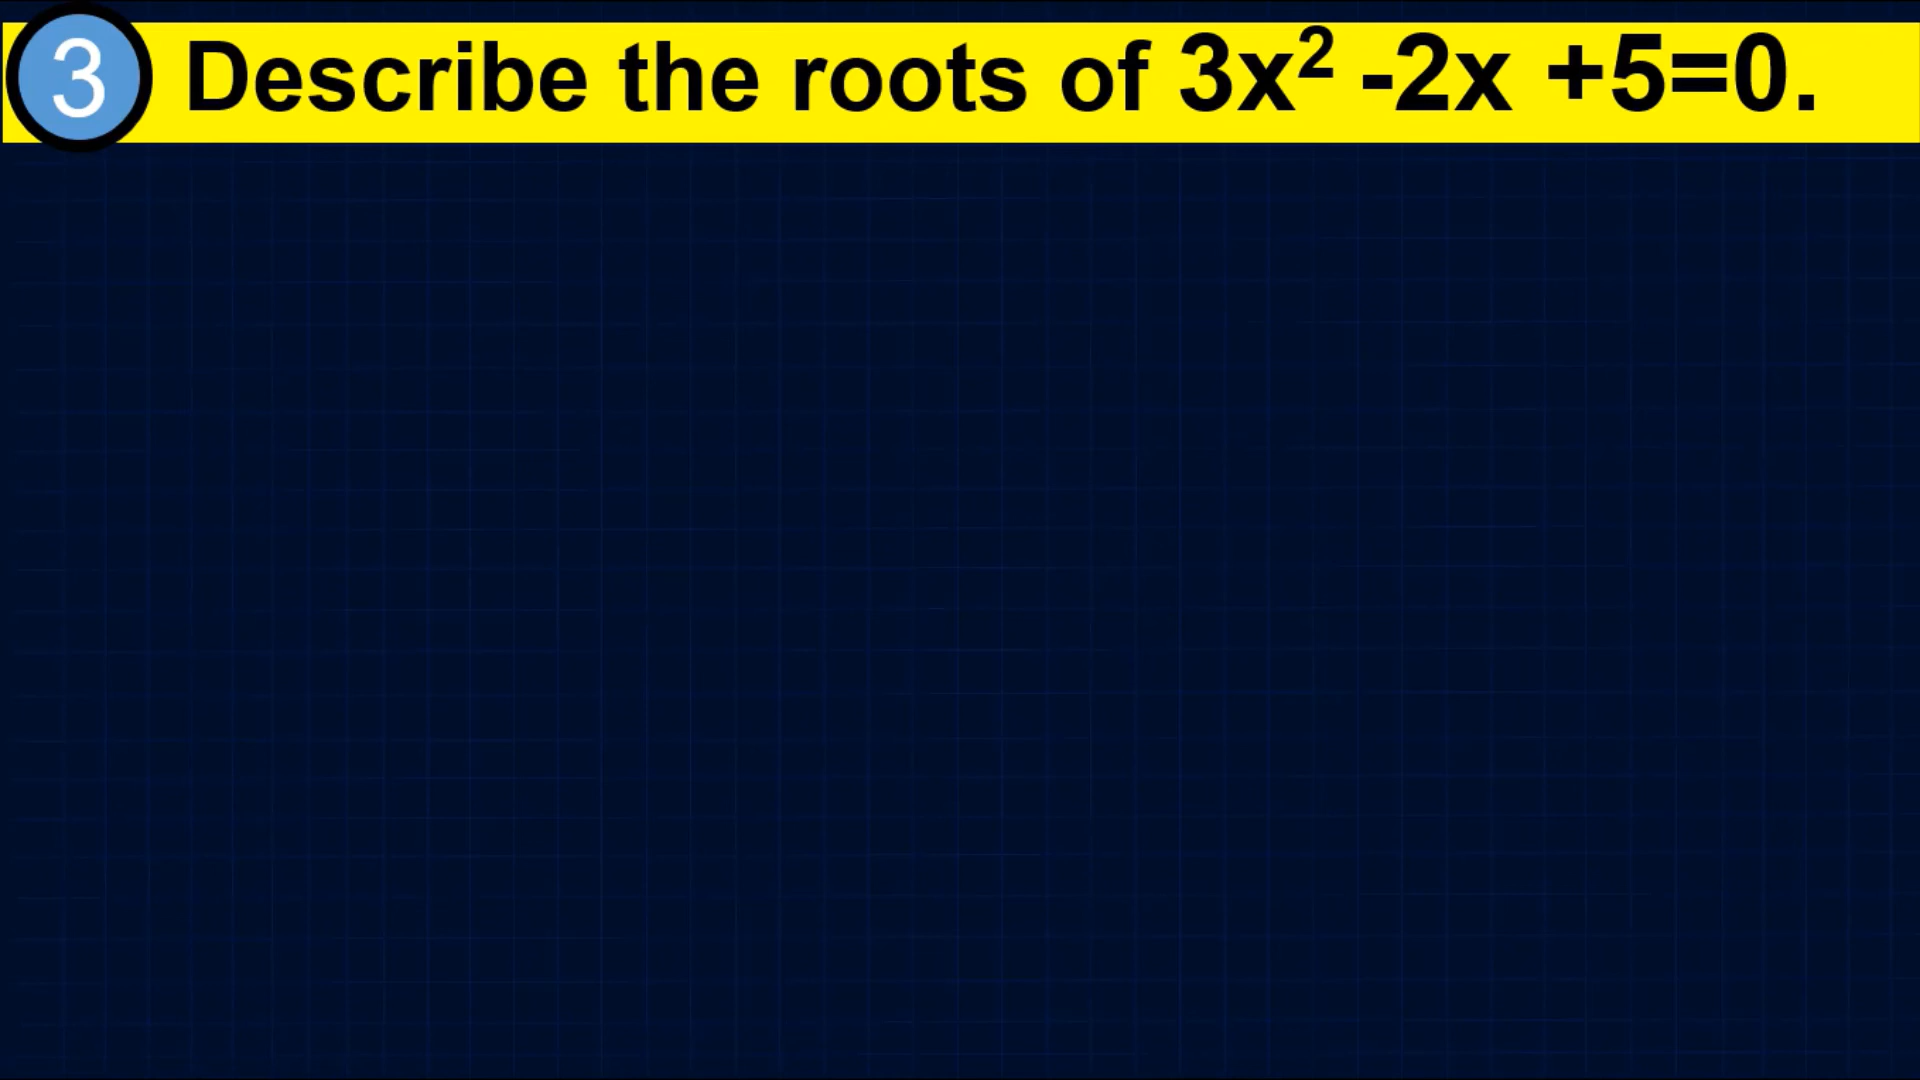 3 Describe the roots of 3x² -2x +5=0.